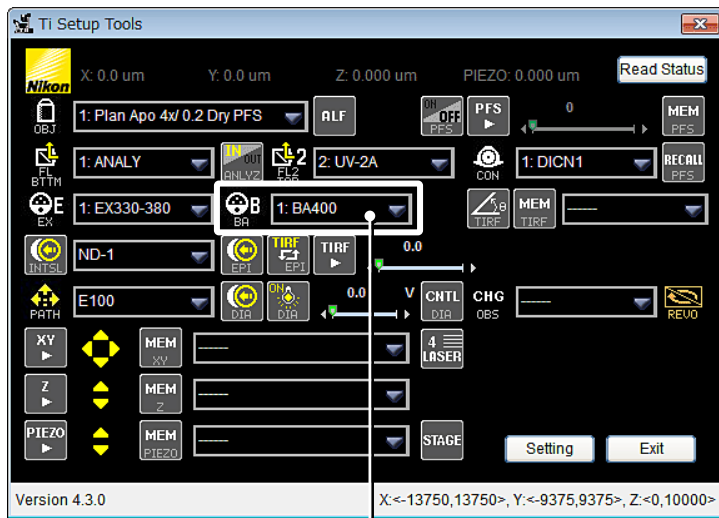 Ti Setup Tools
Nikon X: 0.0 um Y: 0.0 um Z: 0.000 um PIEZO: 0.000 um Read Status
OBJ 1: Plan Apo 4x/ 0.2 Dry PFS ALF ON OFF PFS PFS 0 MEM PFS
FL BTTM 1: ANALY IN OUT ANLYZ 2 FL2 TOP 2: UV-2A CON 1: DICN1 RECALL PFS
E EX 1: EX330-380 B BA 1: BA400 θ TIRF MEM TIRF -----
INTSL ND-1 EPI TIRF EPI TIRF 0.0
PATH E100 DIA ON DIA 0.0 V CNTL DIA CHG OBS ----- REVO
XY MEM XY ----- 4 LASER
Z MEM Z -----
PIEZO MEM PIEZO ----- STAGE Setting Exit
Version 4.3.0 X:<-13750,13750>, Y:<-9375,9375>, Z:<0,10000>